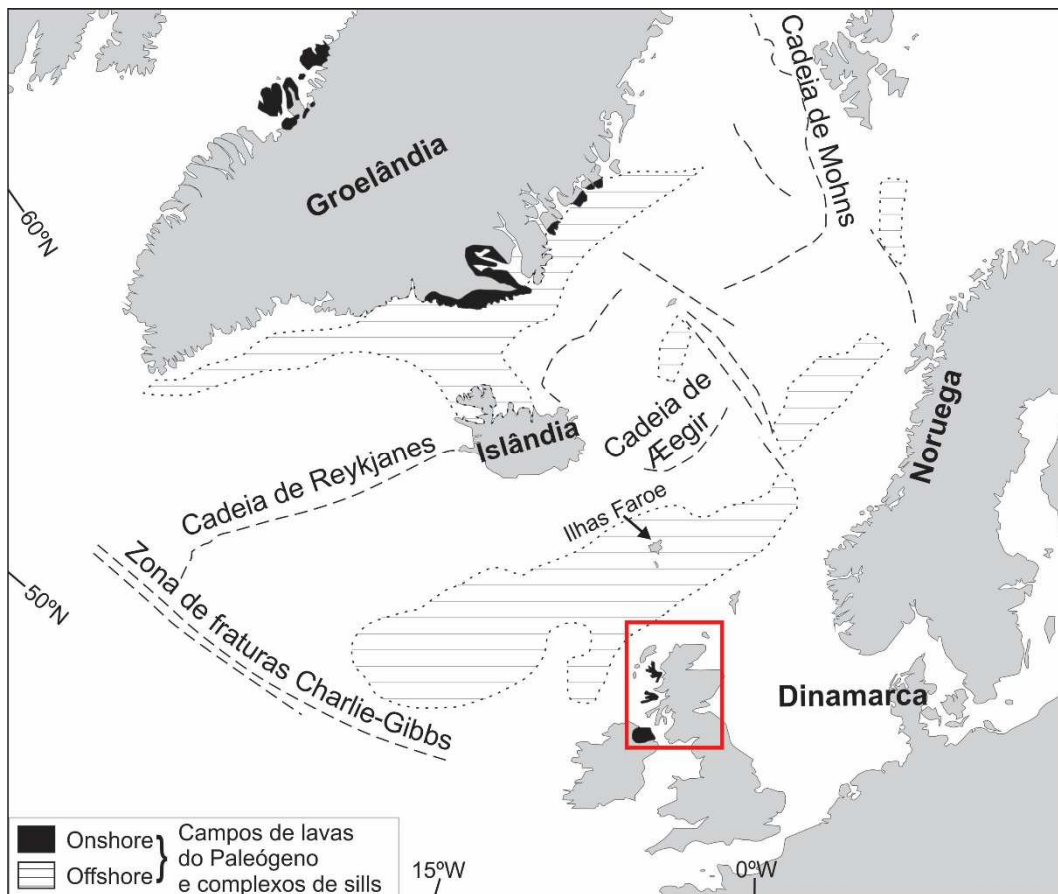 Cadeia de Mohns
Groelândia
60ºN
Noruega
Cadeia de
Æegir
Islândia
Cadeia de Reykjanes
Ilhas Faroe
Zona de fraturas Charlie-Gibbs
50ºN
Dinamarca
Onshore
Offshore
} Campos de lavas
do Paleógeno
e complexos de sills
15ºW
0ºW